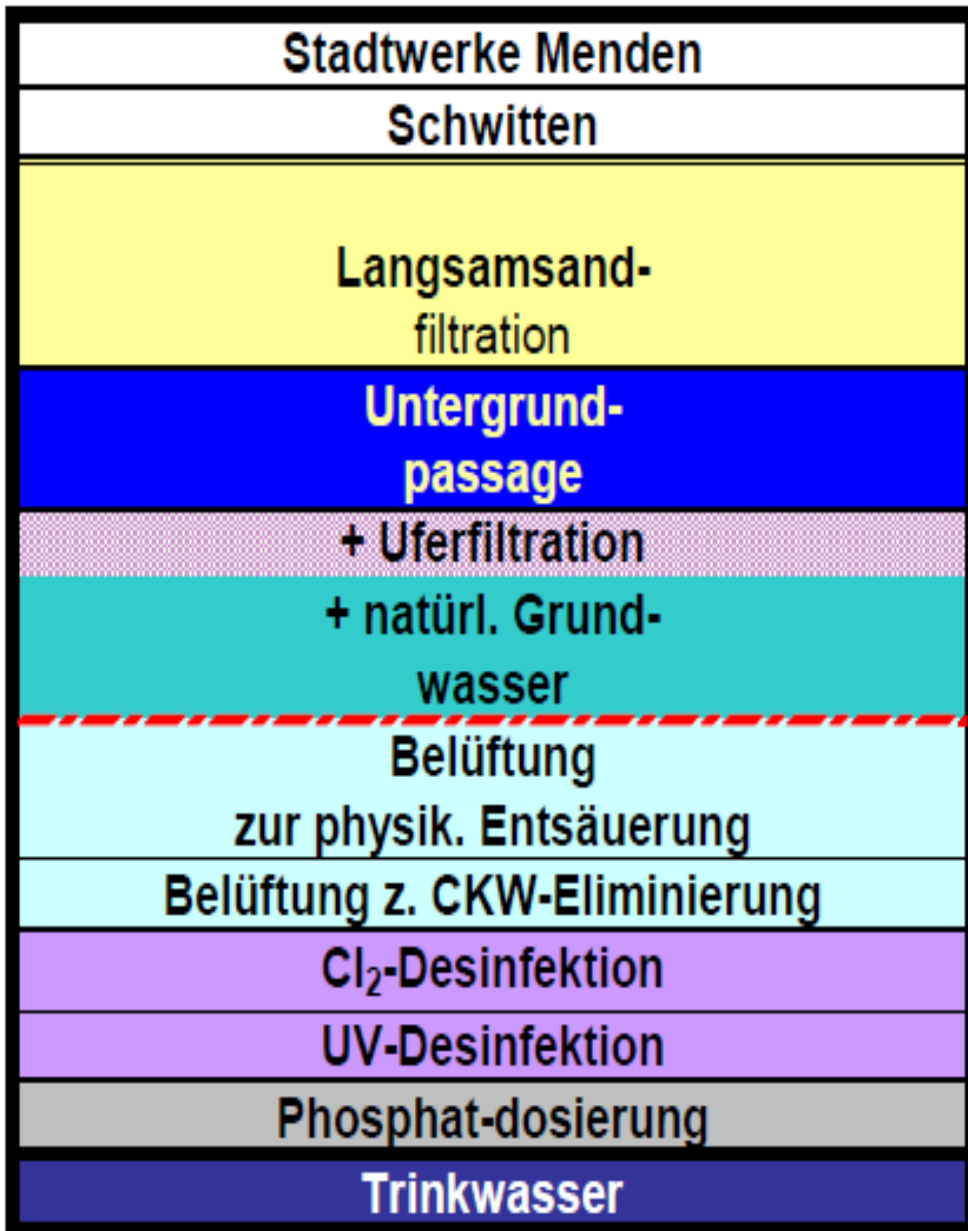 Stadtwerke Menden
Schwitten
Langsamsand-
filtration
Untergrund-
passage
+ Uferfiltration
+ natürl. Grund-
wasser
Belüftung
zur physik. Entsäuerung
Belüftung z. CKW-Eliminierung
Cl₂-Desinfektion
UV-Desinfektion
Phosphat-dosierung
Trinkwasser